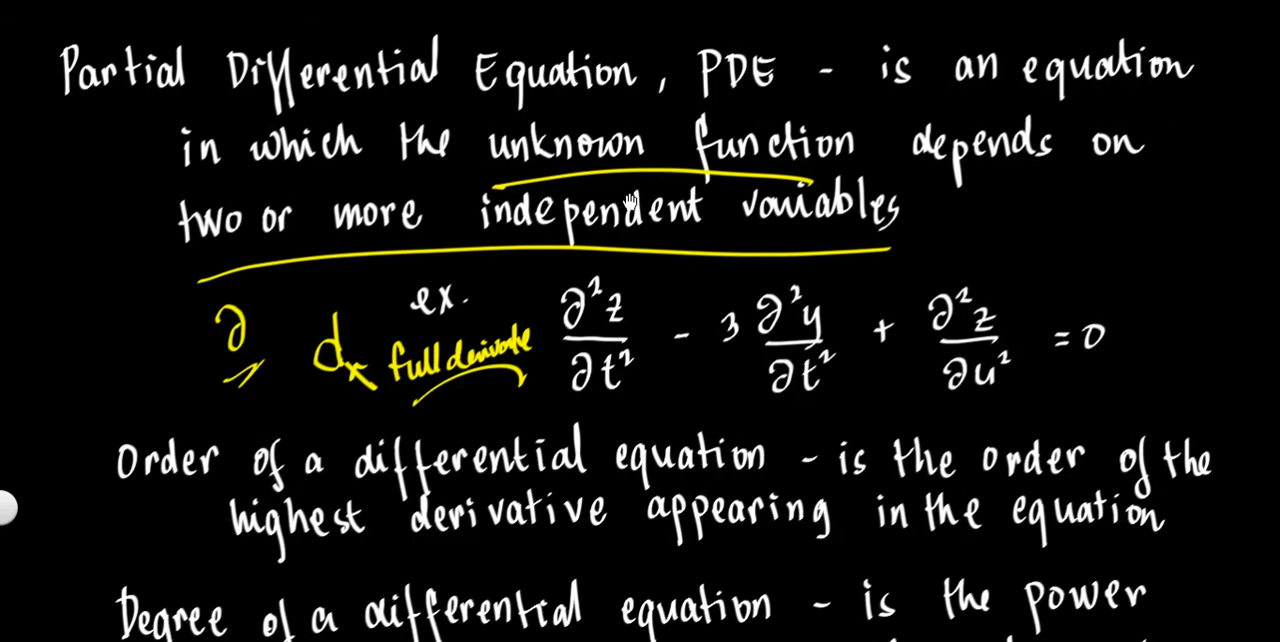 Partial Differential Equation, PDE - is an equation
in which the unknown function depends on
two or more independent variables
ex.
∂ dx full derivate ∂²z/∂t² - 3 ∂²y/∂t² + ∂²z/∂u² = 0
Order of a differential equation - is the order of the
highest derivative appearing in the equation
Degree of a differential equation - is the power